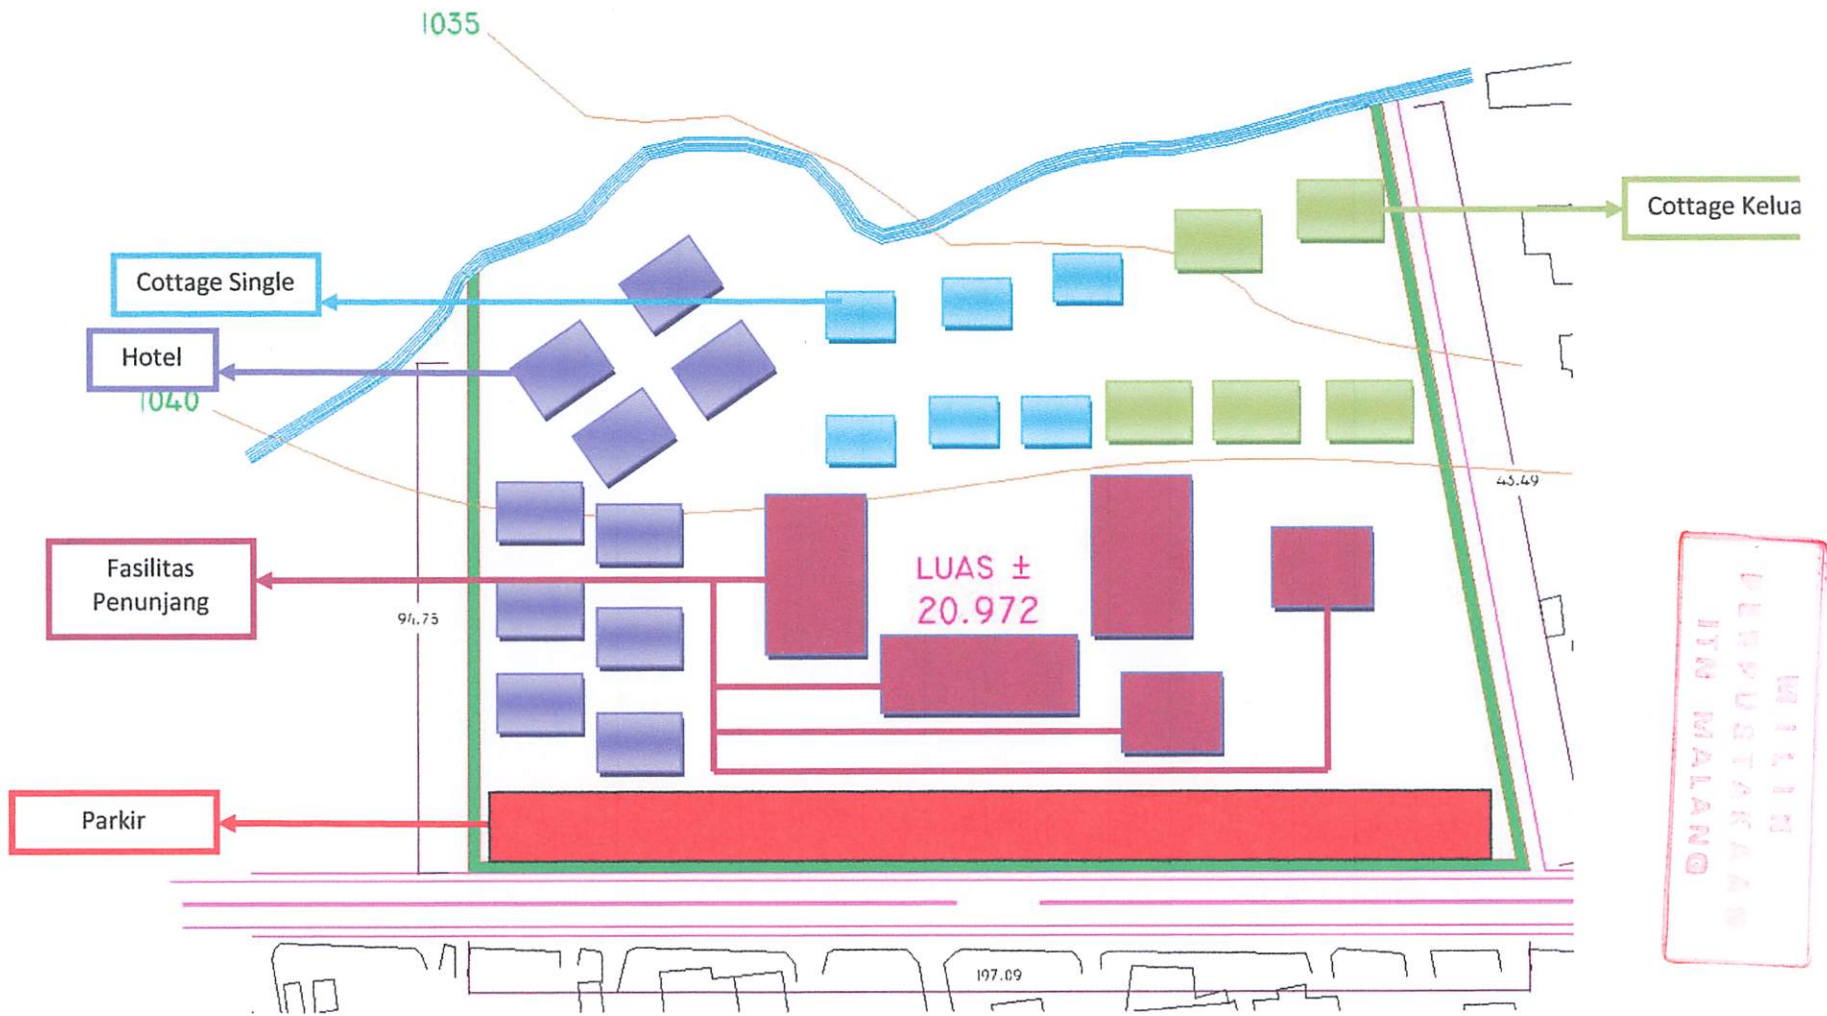 1035
Cottage Kelua
Cottage Single
Hotel
1040
43.49
Fasilitas
Penunjang
LUAS ±
20.972
94.75
MILIK
PERPUSTAKAAN
ITN MALANG
Parkir
197.09